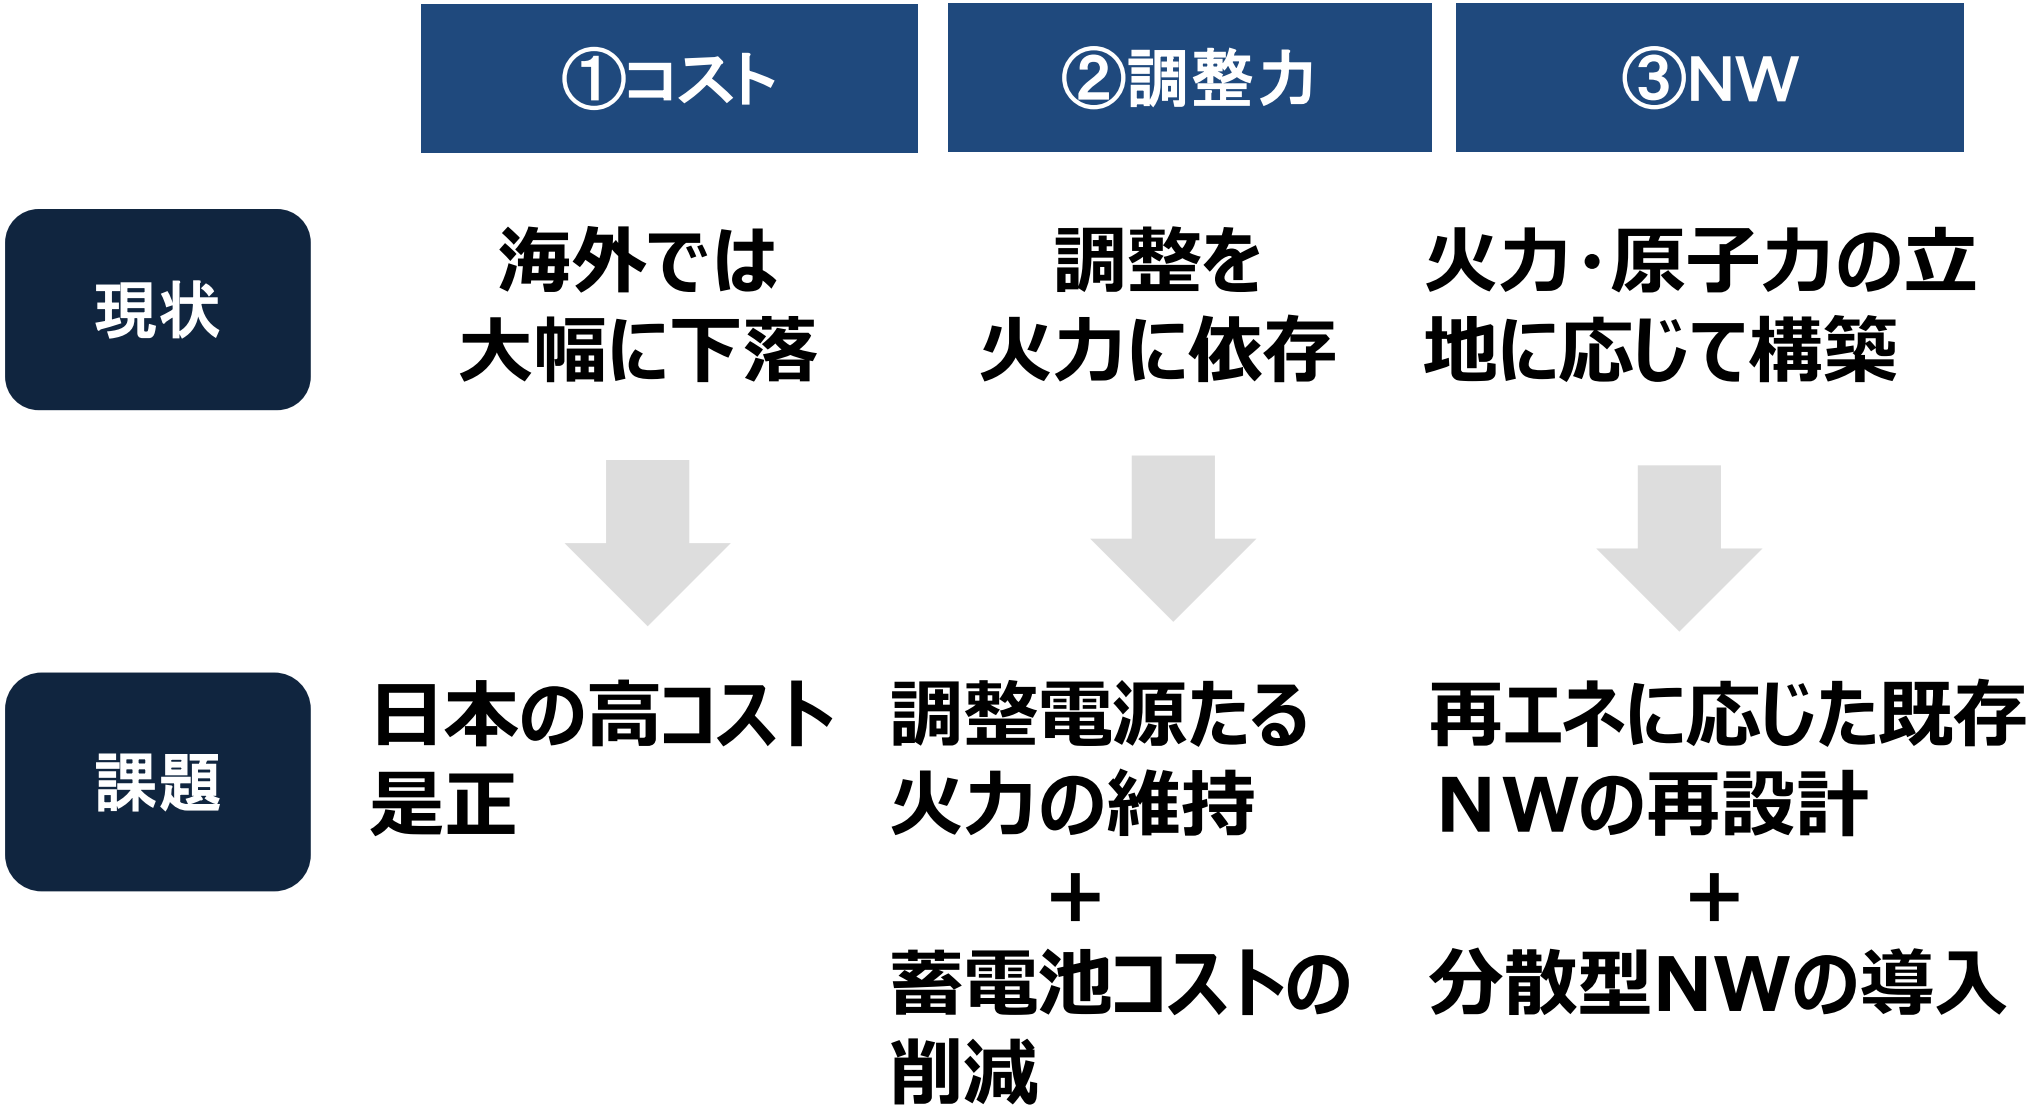 ①コスト
②調整力
③NW
現状
海外では
大幅に下落
調整を
火力に依存
火力・原子力の立
地に応じて構築
課題
日本の高コスト
是正
調整電源たる
火力の維持
＋
蓄電池コストの
削減
再エネに応じた既存
NWの再設計
＋
分散型NWの導入